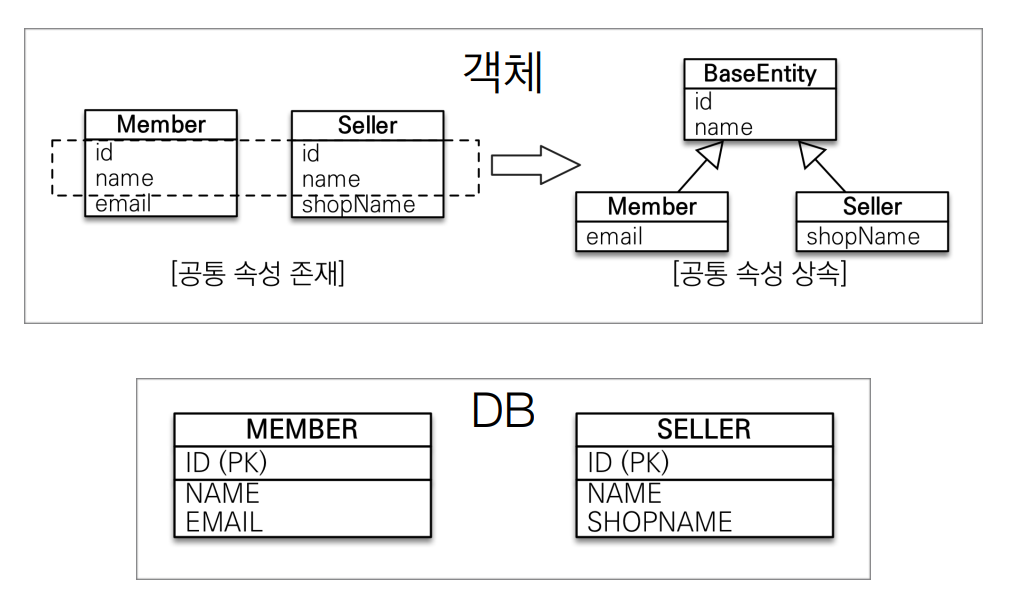 객체
Member
id
name
email
Seller
id
name
shopName
[공통 속성 존재]
BaseEntity
id
name
Member
email
Seller
shopName
[공통 속성 상속]
DB
MEMBER
ID (PK)
NAME
EMAIL
SELLER
ID (PK)
NAME
SHOPNAME